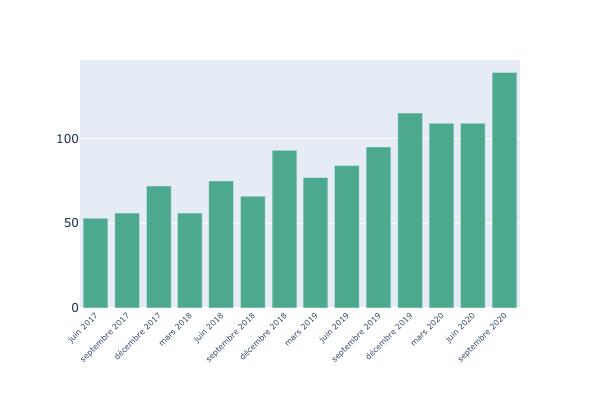 100
50
0
juin 2017
septembre 2017
décembre 2017
mars 2018
juin 2018
septembre 2018
décembre 2018
mars 2019
juin 2019
septembre 2019
décembre 2019
mars 2020
juin 2020
septembre 2020